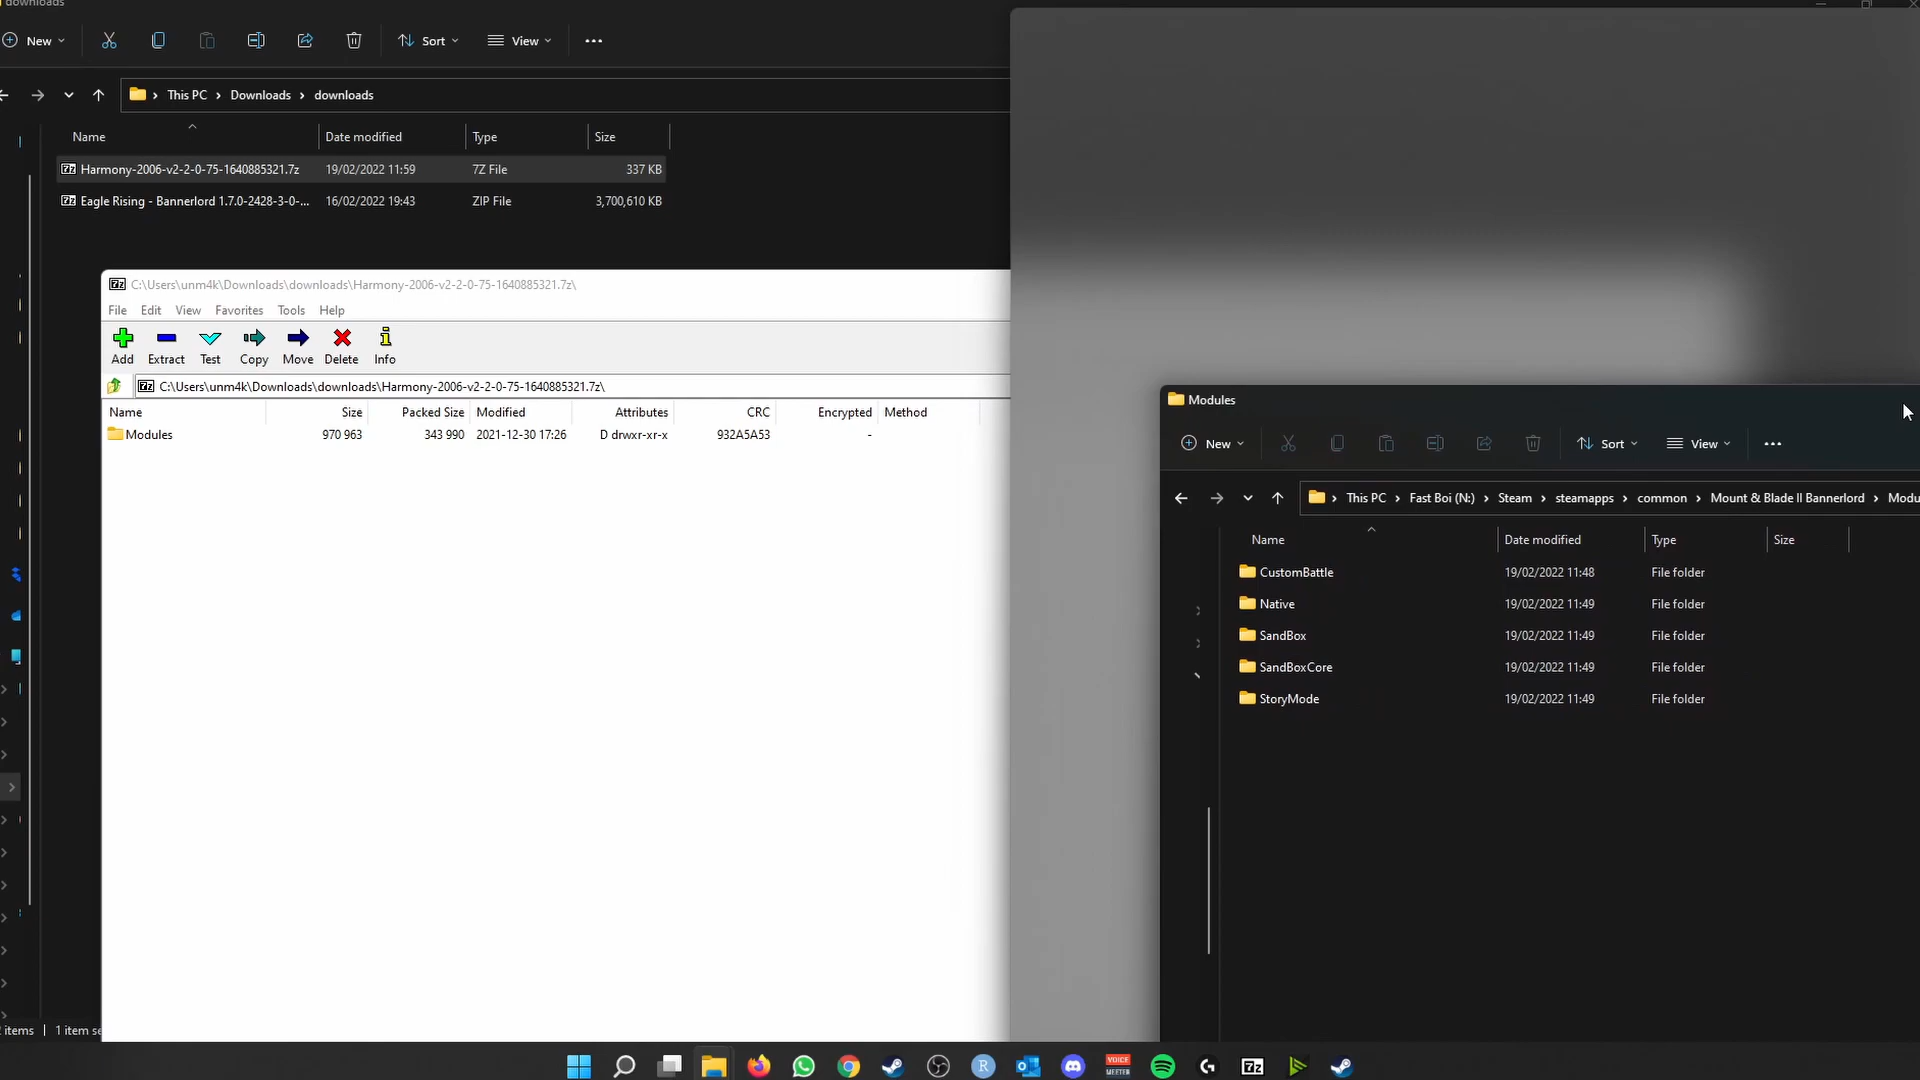 downloads
New
Sort
View
This PC > Downloads > downloads
Name Date modified Type Size
Harmony-2006-v2-2-0-75-1640885321.7z 19/02/2022 11:59 7Z File 337 KB
Eagle Rising - Bannerlord 1.7.0-2428-3-0-... 16/02/2022 19:43 ZIP File 3,700,610 KB
C:\Users\unm4k\Downloads\downloads\Harmony-2006-v2-2-0-75-1640885321.7z\
File Edit View Favorites Tools Help
Add Extract Test Copy Move Delete Info
C:\Users\unm4k\Downloads\downloads\Harmony-2006-v2-2-0-75-1640885321.7z\
Name Size Packed Size Modified Attributes CRC Encrypted Method
Modules 970 963 343 990 2021-12-30 17:26 D drwxr-xr-x 932A5A53 -
Modules
New Sort View
This PC > Fast Boi (N:) > Steam > steamapps > common > Mount & Blade II Bannerlord > Modu
Name Date modified Type Size
CustomBattle 19/02/2022 11:48 File folder
Native 19/02/2022 11:49 File folder
SandBox 19/02/2022 11:49 File folder
SandBoxCore 19/02/2022 11:49 File folder
StoryMode 19/02/2022 11:49 File folder
items 1 item se
VOICE
MEETER